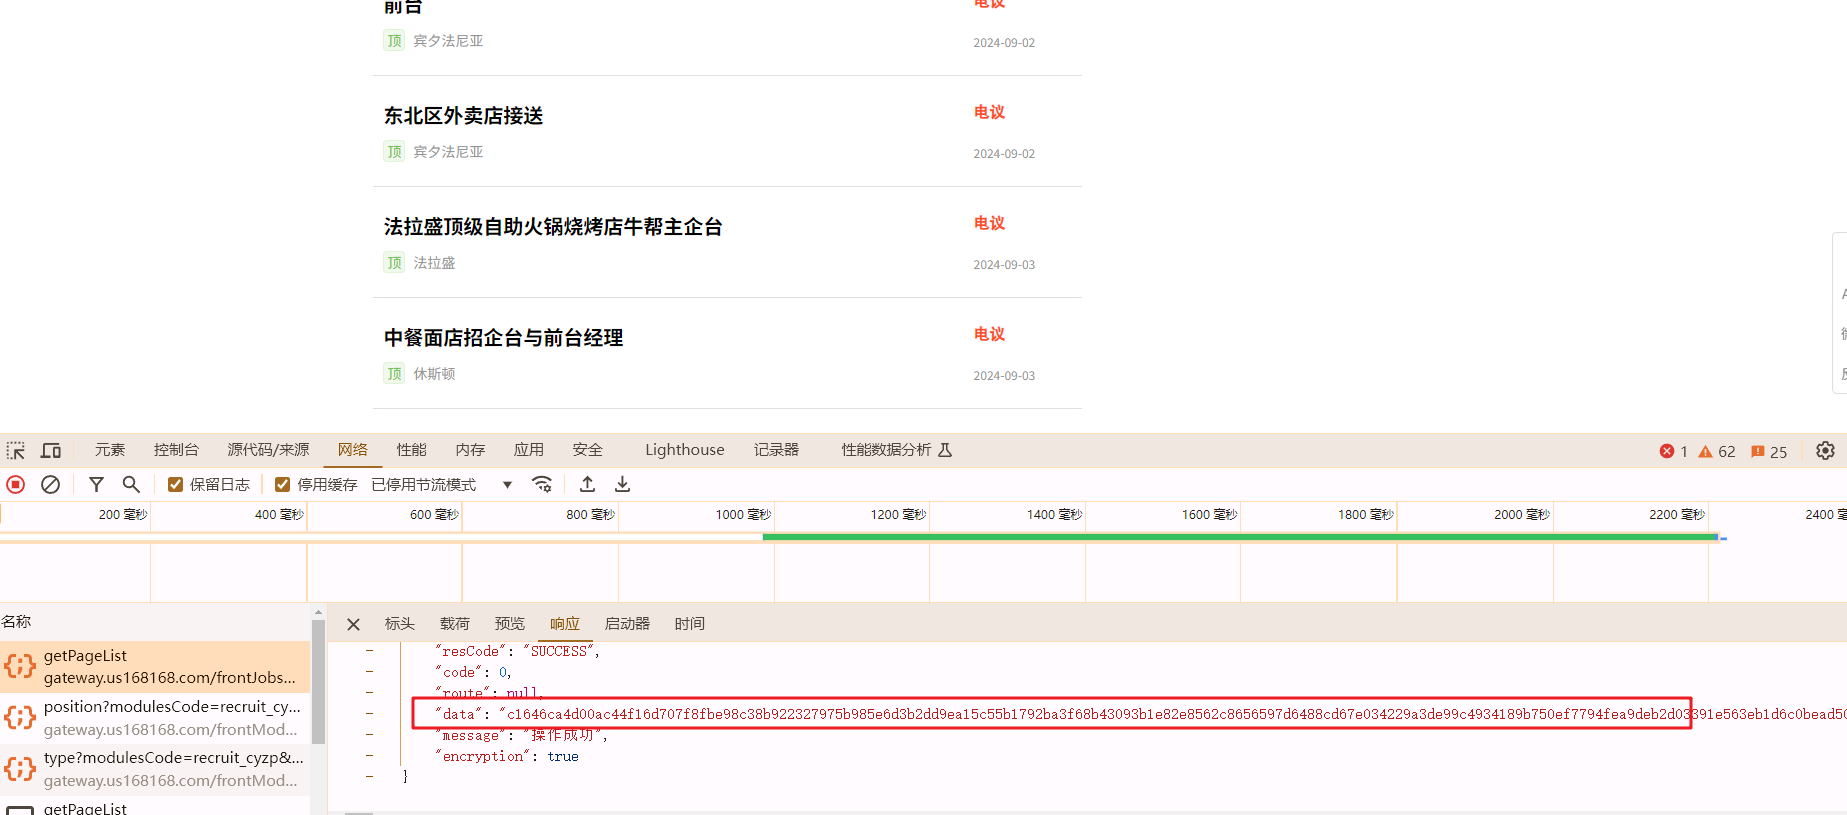 前台
电议
顶 宾夕法尼亚
2024-09-02
东北区外卖店接送
电议
顶 宾夕法尼亚
2024-09-02
法拉盛顶级自助火锅烧烤店牛帮主企台
电议
顶 法拉盛
2024-09-03
中餐面店招企台与前台经理
电议
顶 休斯顿
2024-09-03
元素 控制台 源代码/来源 网络 性能 内存 应用 安全 Lighthouse 记录器 性能数据分析 1 62 25
保留日志 停用缓存 已停用节流模式
200 毫秒 400 毫秒 600 毫秒 800 毫秒 1000 毫秒 1200 毫秒 1400 毫秒 1600 毫秒 1800 毫秒 2000 毫秒 2200 毫秒 2400
名称
标头 载荷 预览 响应 启动器 时间
getPageList
gateway.us168168.com/frontJobs...
position?modulesCode=recruit_cy...
gateway.us168168.com/frontMod...
type?modulesCode=recruit_cyzp&...
gateway.us168168.com/frontMod...
getPageList
"resCode": "SUCCESS",
"code": 0,
"route": null,
"data": "c1646ca4d00ac44f16d707f8fbe98c38b922327975b985e6d3b2dd9ea15c55b1792ba3f68b43093b1e82e8562c8656597d6488cd67e034229a3de99c4934189b750ef7794fea9deb2d03391e563eb1d6c0bead50
"message": "操作成功",
"encryption": true
}